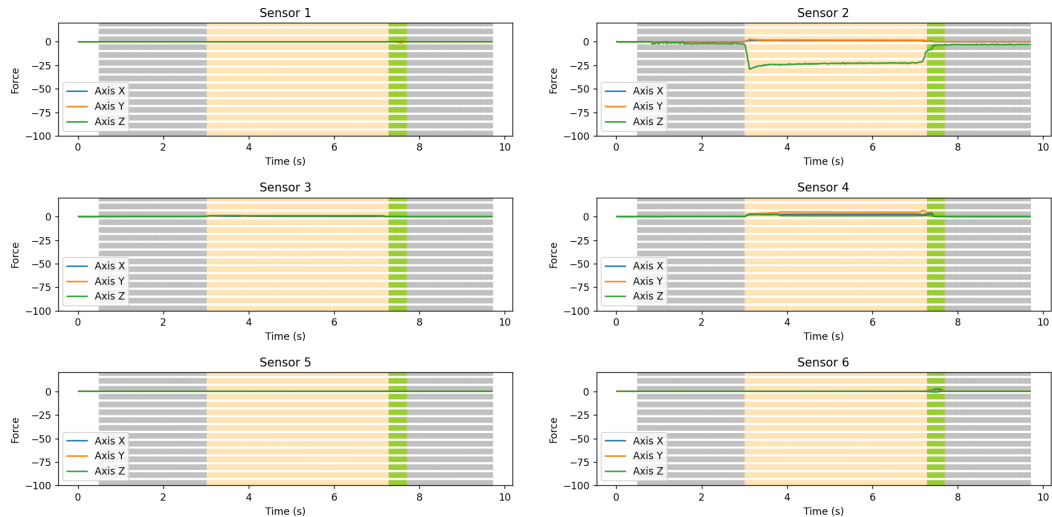 Sensor 1
Force
0
−25
−50
−75
−100
Axis X
Axis Y
Axis Z
0 2 4 6 8 10
Time (s)
Sensor 2
Force
0
−25
−50
−75
−100
Axis X
Axis Y
Axis Z
0 2 4 6 8 10
Time (s)
Sensor 3
Force
0
−25
−50
−75
−100
Axis X
Axis Y
Axis Z
0 2 4 6 8 10
Time (s)
Sensor 4
Force
0
−25
−50
−75
−100
Axis X
Axis Y
Axis Z
0 2 4 6 8 10
Time (s)
Sensor 5
Force
0
−25
−50
−75
−100
Axis X
Axis Y
Axis Z
0 2 4 6 8 10
Time (s)
Sensor 6
Force
0
−25
−50
−75
−100
Axis X
Axis Y
Axis Z
0 2 4 6 8 10
Time (s)